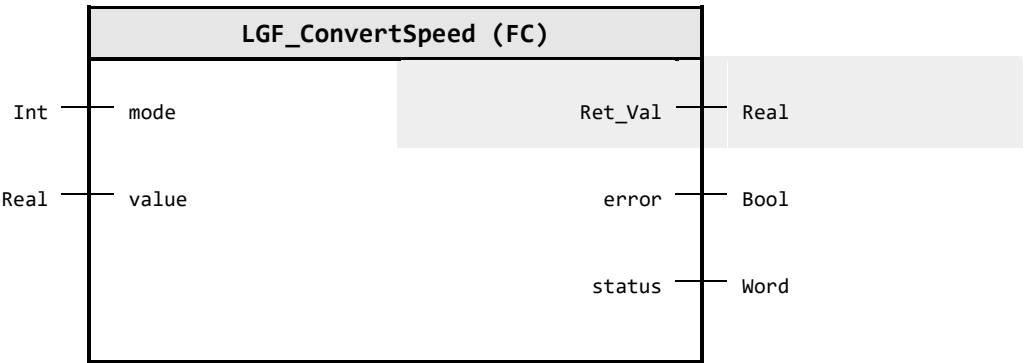 LGF_ConvertSpeed (FC)
Int mode Ret_Val Real
Real value error Bool
status Word